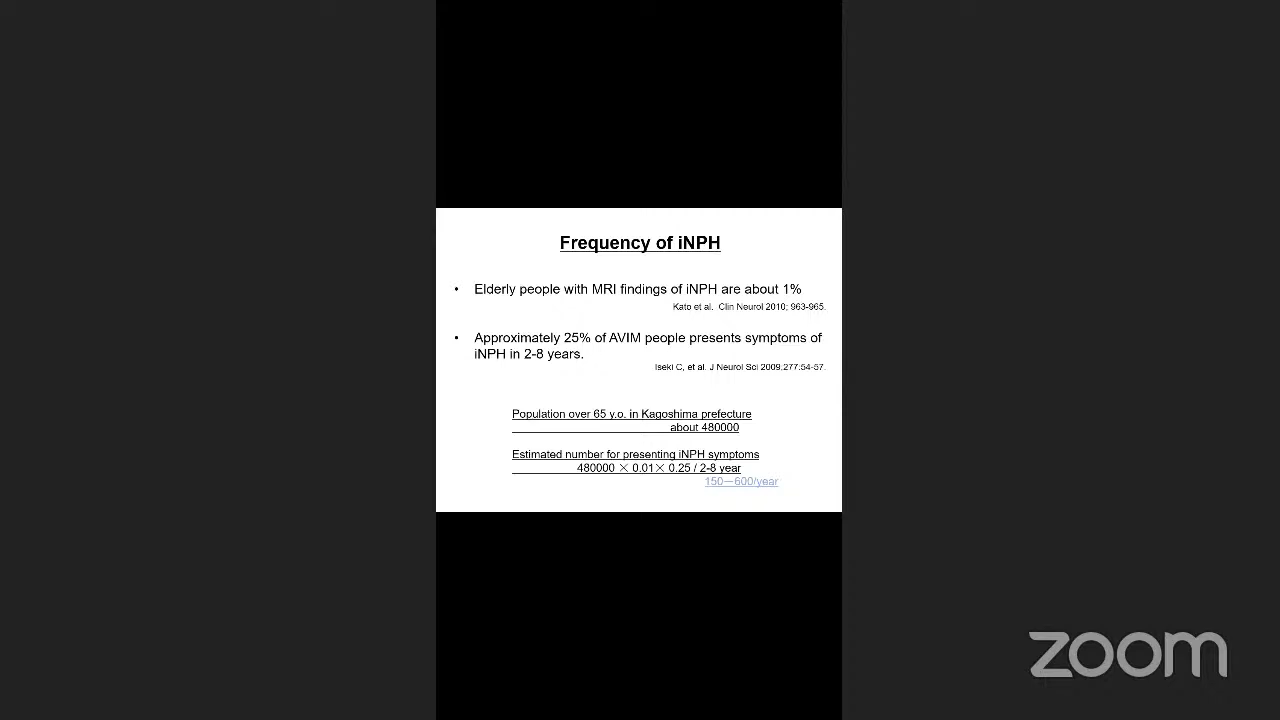 Frequency of iNPH
• Elderly people with MRI findings of iNPH are about 1%
Kato et al. Clin Neurol 2010; 963-965.
• Approximately 25% of AVIM people presents symptoms of
iNPH in 2-8 years.
Iseki C, et al. J Neurol Sci 2009;277:54-57.
Population over 65 y.o. in Kagoshima prefecture
about 480000
Estimated number for presenting iNPH symptoms
480000 × 0.01× 0.25 / 2-8 year
150－600/year
zoom